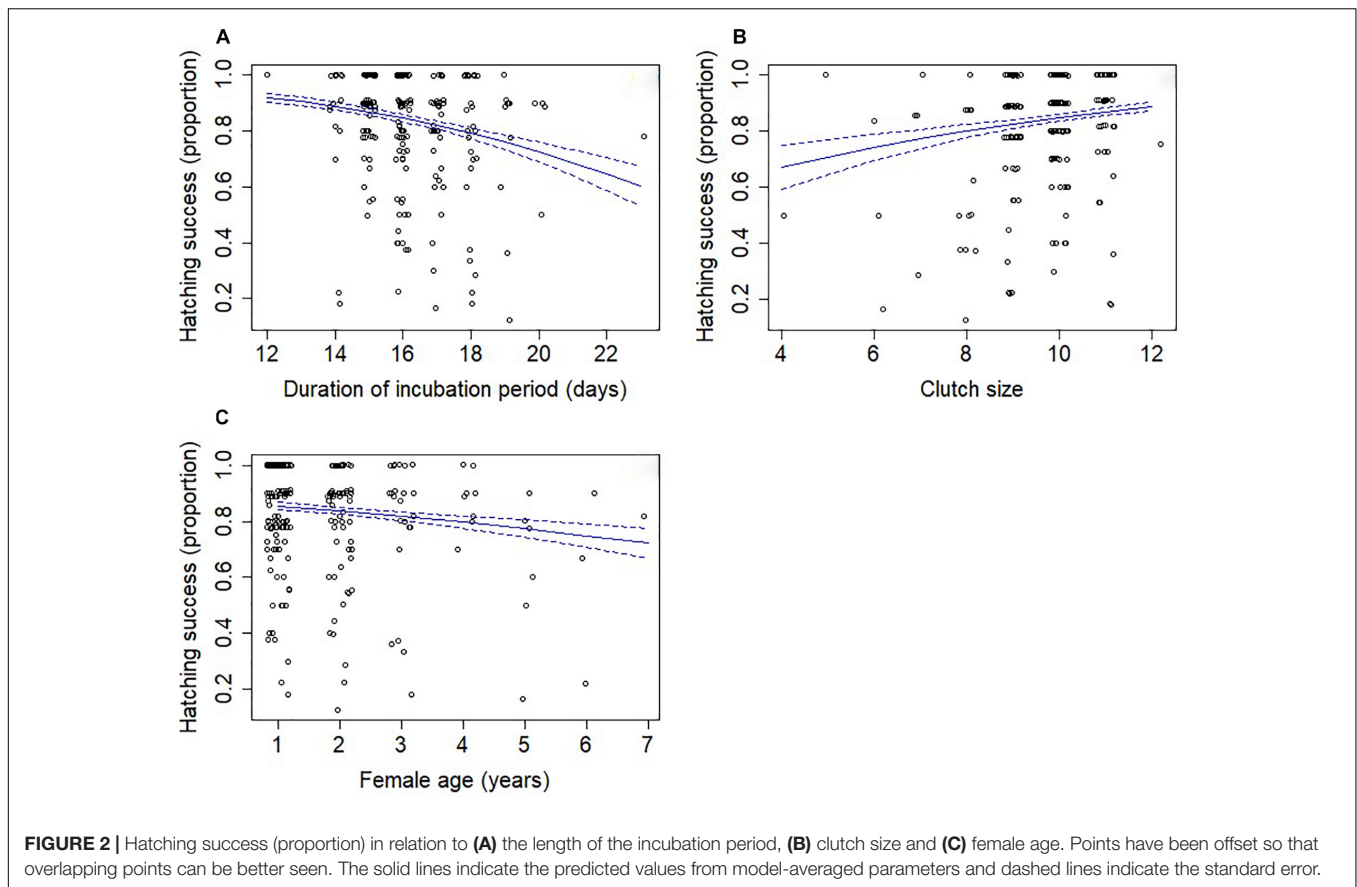 A
Hatching success (proportion)
1.0
0.8
0.6
0.4
0.2
12 14 16 18 20 22
Duration of incubation period (days)
B
Hatching success (proportion)
1.0
0.8
0.6
0.4
0.2
4 6 8 10 12
Clutch size
C
Hatching success (proportion)
1.0
0.8
0.6
0.4
0.2
1 2 3 4 5 6 7
Female age (years)
FIGURE 2 | Hatching success (proportion) in relation to (A) the length of the incubation period, (B) clutch size and (C) female age. Points have been offset so that
overlapping points can be better seen. The solid lines indicate the predicted values from model-averaged parameters and dashed lines indicate the standard error.